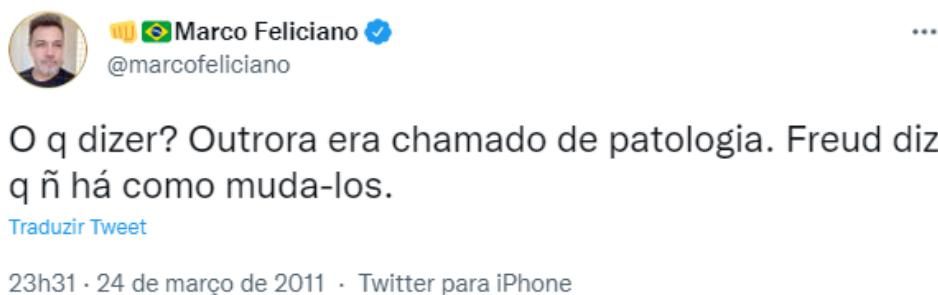 Marco Feliciano
@marcofeliciano
O q dizer? Outrora era chamado de patologia. Freud diz
q ñ há como muda-los.
Traduzir Tweet
23h31 · 24 de março de 2011 · Twitter para iPhone